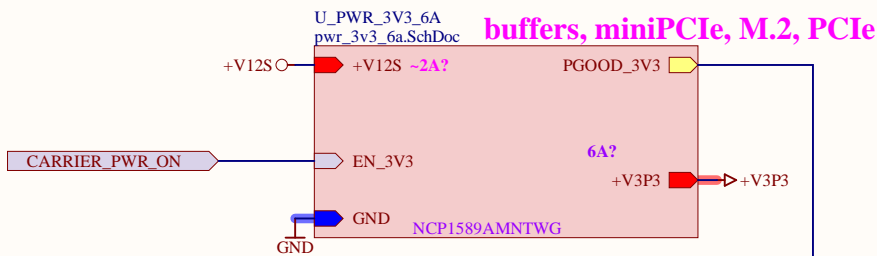 U_PWR_3V3_6A
pwr_3v3_6a.SchDoc
buffers, miniPCIe, M.2, PCIe
+V12S
+V12S
~2A?
PGOOD_3V3
CARRIER_PWR_ON
EN_3V3
6A?
+V3P3
+V3P3
GND
GND
NCP1589AMNTWG